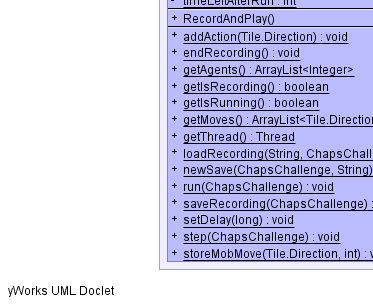 timeLeftAfterRun : int
+ RecordAndPlay()
+ addAction(Tile.Direction) : void
+ endRecording() : void
+ getAgents() : ArrayList<Integer>
+ getIsRecording() : boolean
+ getIsRunning() : boolean
+ getMoves() : ArrayList<Tile.Direction
+ getThread() : Thread
+ loadRecording(String, ChapsChall
+ newSave(ChapsChallenge, String)
+ run(ChapsChallenge) : void
+ saveRecording(ChapsChallenge) :
+ setDelay(long) : void
+ step(ChapsChallenge) : void
+ storeMobMove(Tile.Direction, int) : v
yWorks UML Doclet